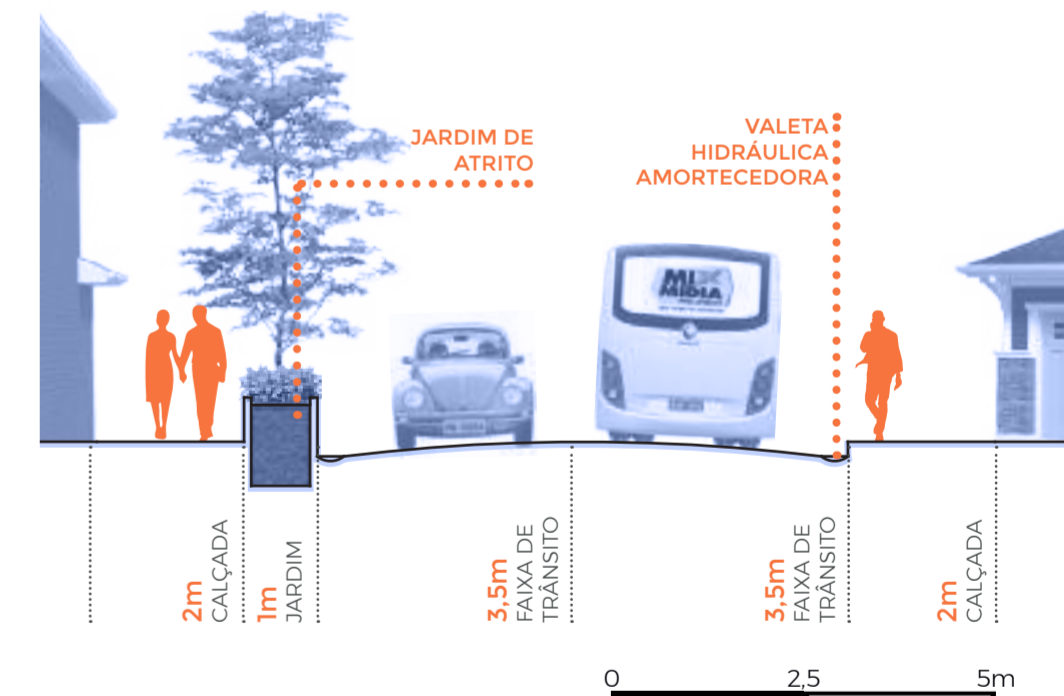 JARDIM DE
ATRITO
VALETA
HIDRÁULICA
AMORTECEDORA
MIX
MIDIA
2m
CALÇADA
1m
JARDIM
3,5m
FAIXA DE
TRÂNSITO
3,5m
FAIXA DE
TRÂNSITO
2m
CALÇADA
0 2,5 5m